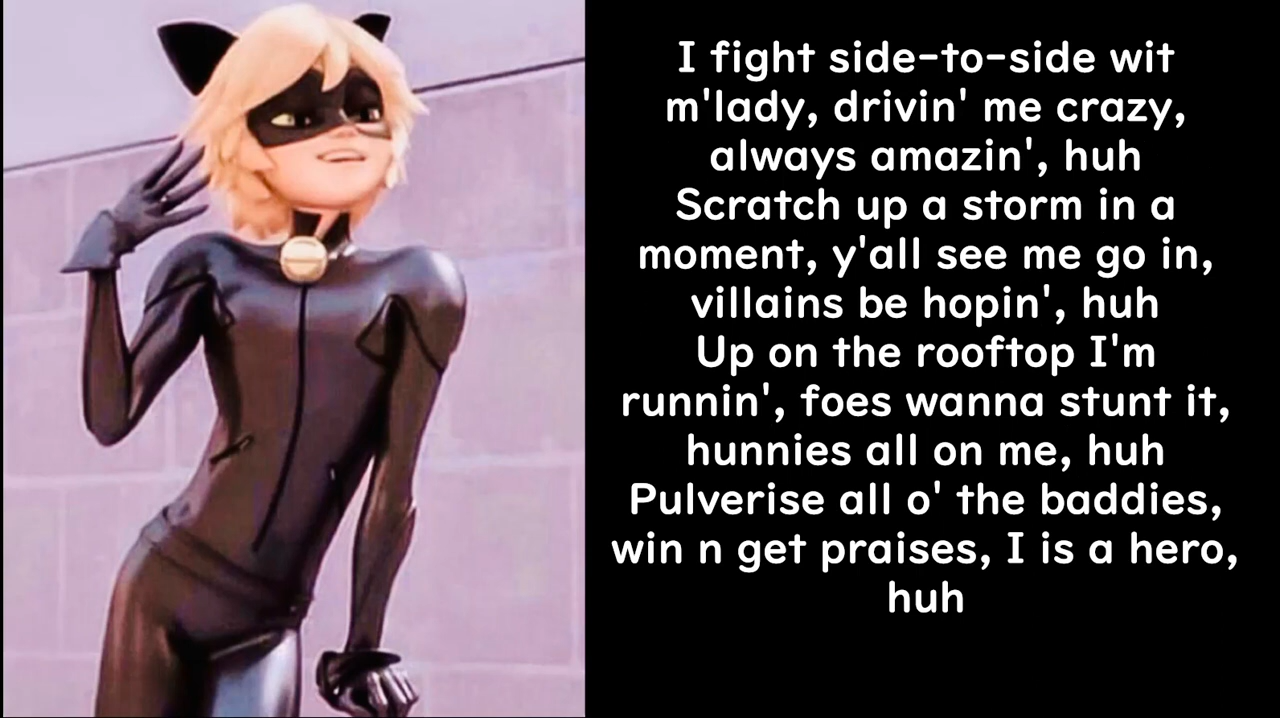 I fight side-to-side wit
m'lady, drivin' me crazy,
always amazin', huh
Scratch up a storm in a
moment, y'all see me go in,
villains be hopin', huh
Up on the rooftop I'm
runnin', foes wanna stunt it,
hunnies all on me, huh
Pulverise all o' the baddies,
win n get praises, I is a hero,
huh